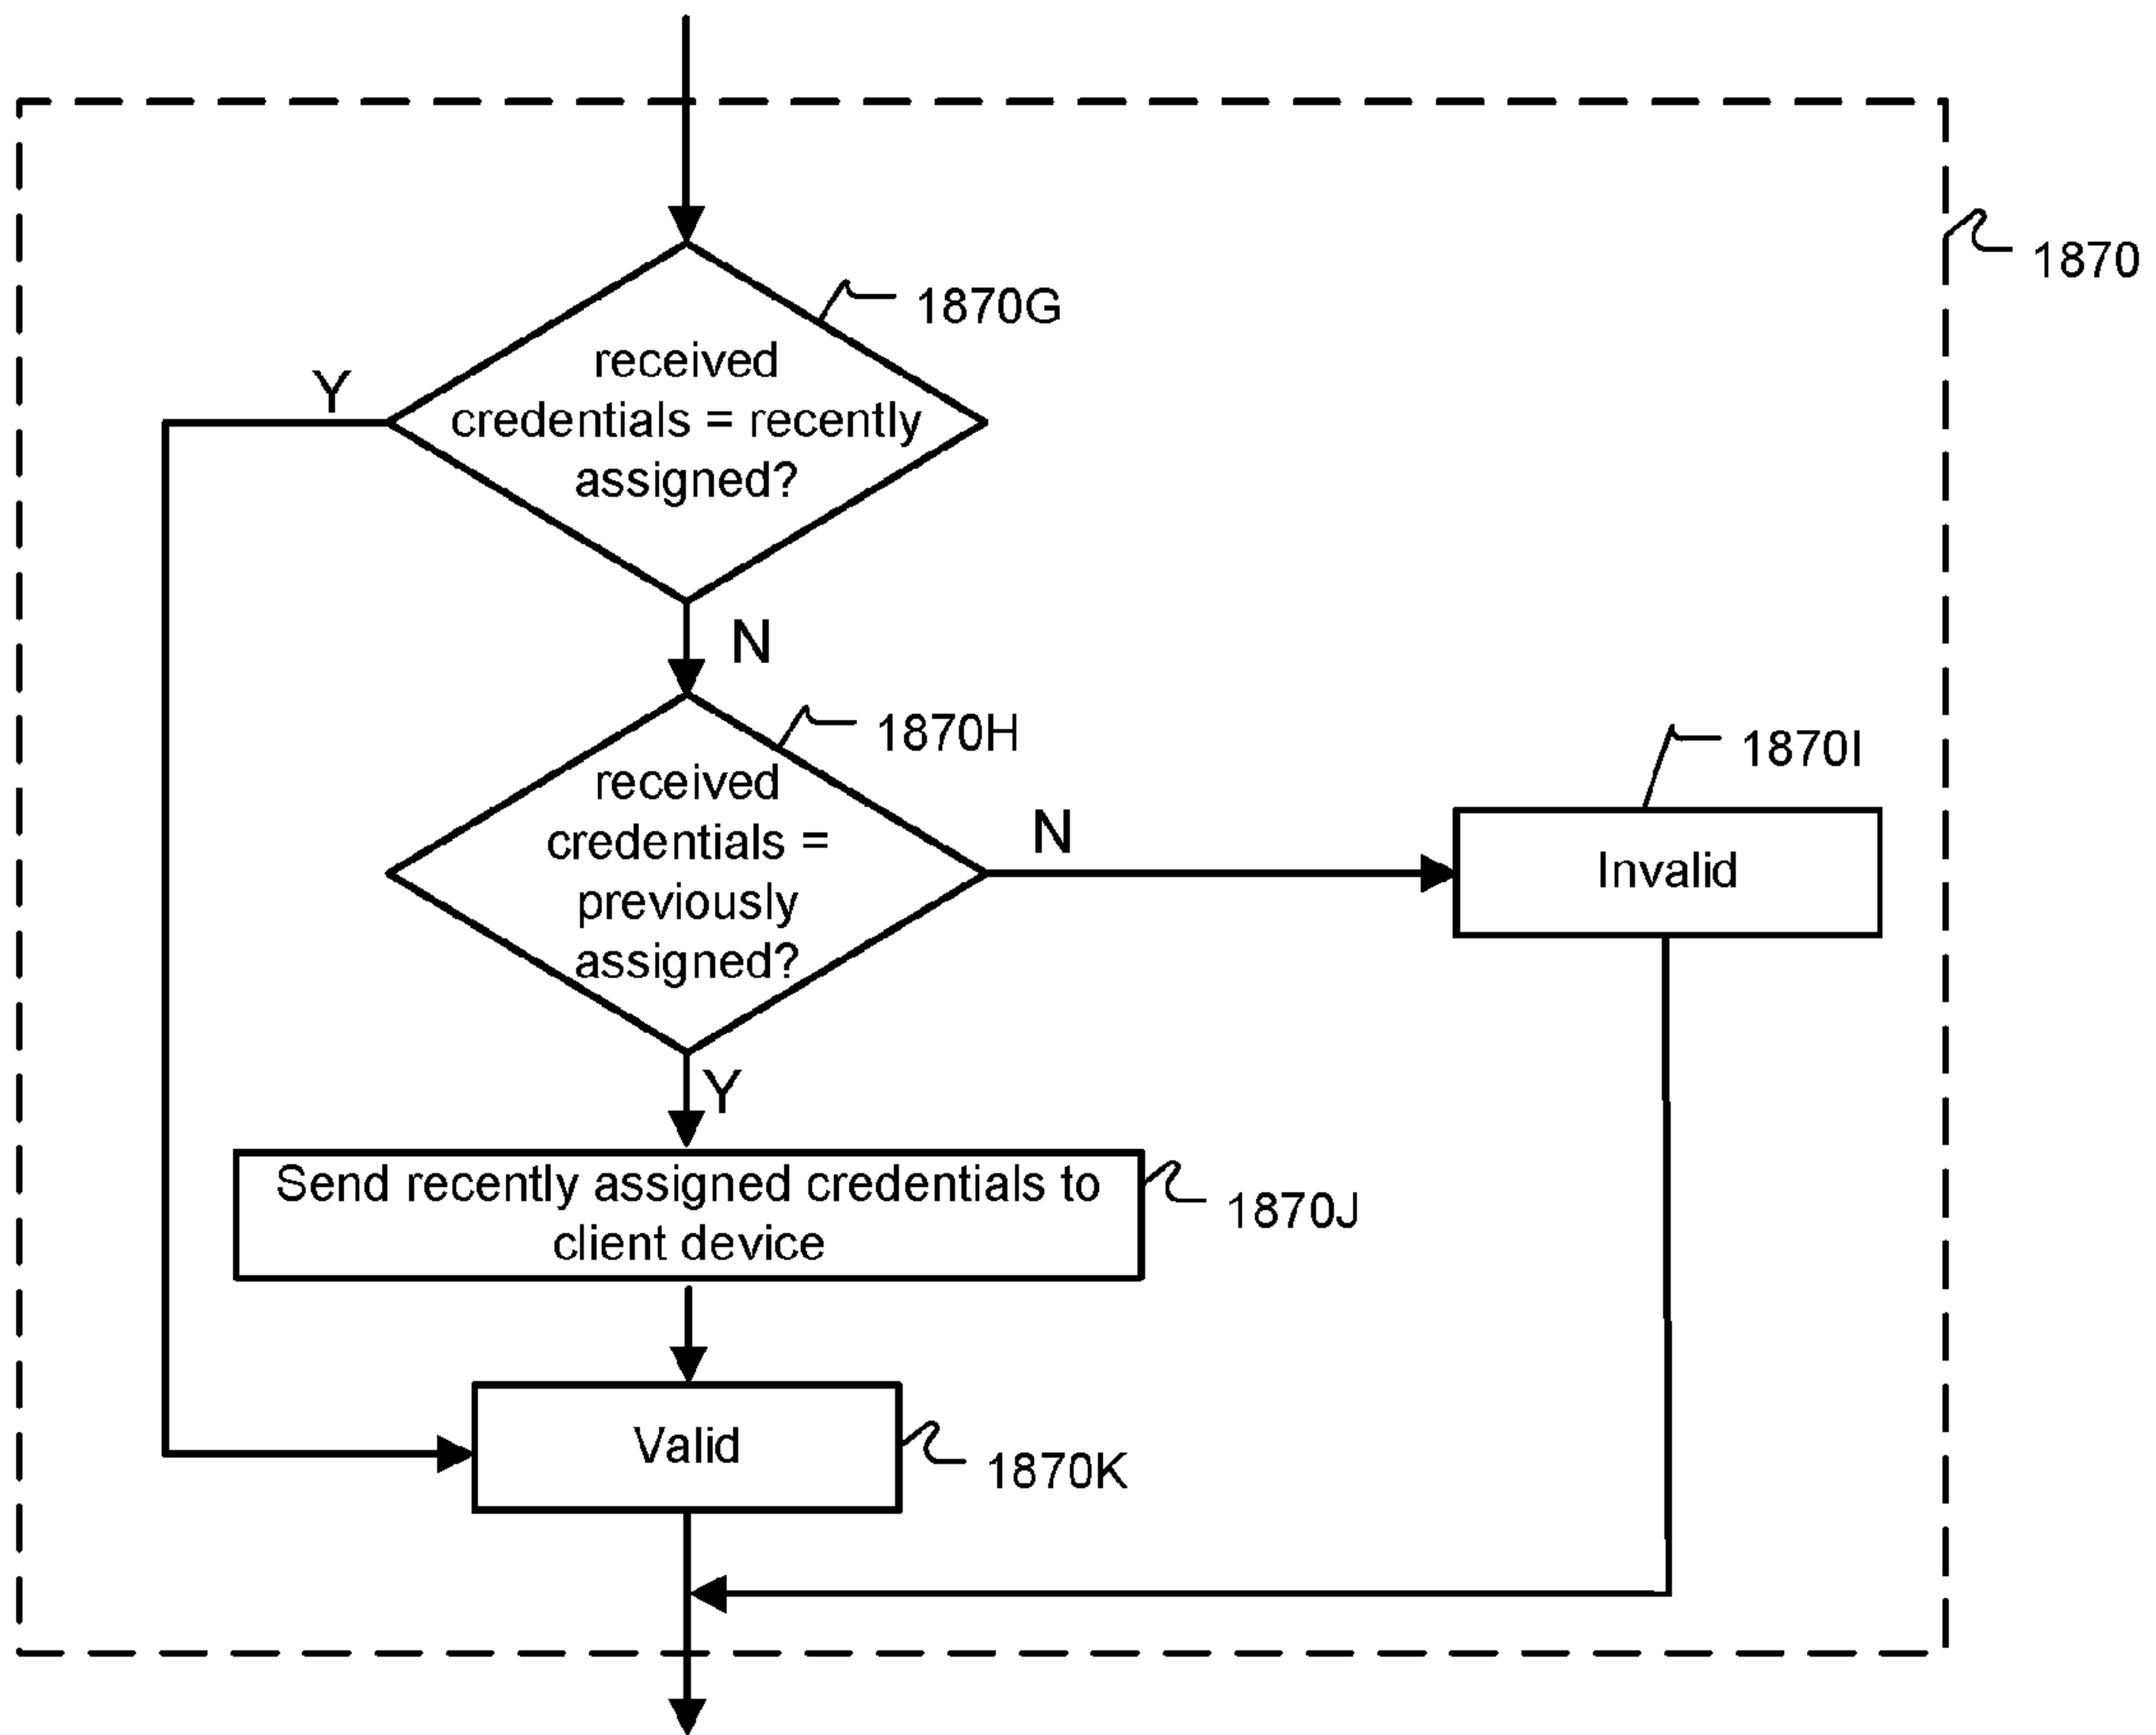 1870
1870G
Y
received
credentials = recently
assigned?
N
1870H
received
credentials =
previously
assigned?
N
1870I
Invalid
Y
Send recently assigned credentials to
client device
1870J
Valid
1870K